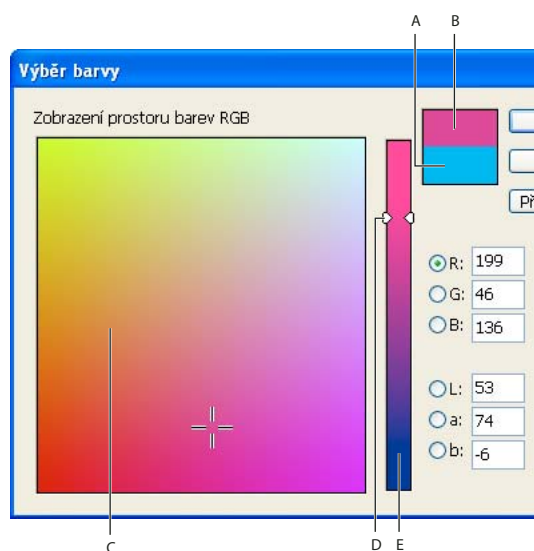 A B
Výběr barvy
Zobrazení prostoru barev RGB
Př
R: 199
G: 46
B: 136
L: 53
a: 74
b: -6
C D E